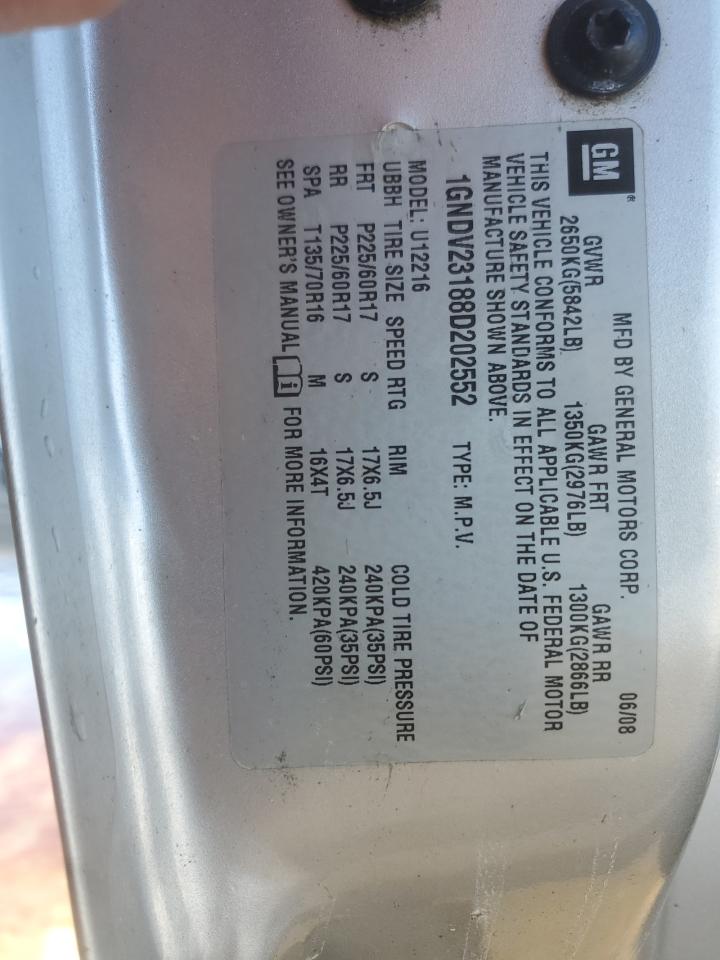 GM®
MFD BY GENERAL MOTORS CORP. 06/08
GVWR GAWR FRT GAWR RR
2650KG(5842LB) 1350KG(2976LB) 1300KG(2866LB)
THIS VEHICLE CONFORMS TO ALL APPLICABLE U.S. FEDERAL MOTOR
VEHICLE SAFETY STANDARDS IN EFFECT ON THE DATE OF
MANUFACTURE SHOWN ABOVE.
1GNDV23188D202552 TYPE: M.P.V.
MODEL: U12216
UBBH TIRE SIZE SPEED RTG RIM COLD TIRE PRESSURE
FRT P225/60R17 S 17X6.5J 240KPA(35PSI)
RR P225/60R17 S 17X6.5J 240KPA(35PSI)
SPA T135/70R16 M 16X4T 420KPA(60PSI)
SEE OWNER'S MANUAL i FOR MORE INFORMATION.